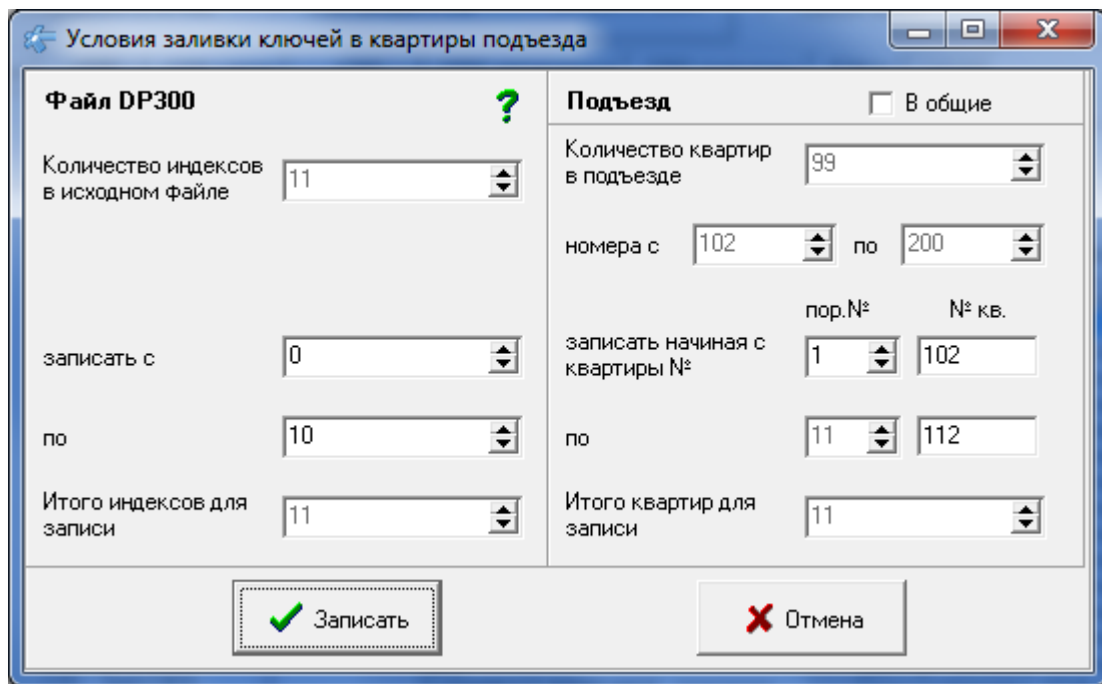 Условия заливки ключей в квартиры подъезда
Файл DP300
?
Количество индексов
в исходном файле
11
записать с
0
по
10
Итого индексов для
записи
11
Подъезд
В общие
Количество квартир
в подъезде
99
номера с 102 по 200
пор.№ № кв.
записать начиная с
квартиры №
1 102
по 11 112
Итого квартир для
записи
11
Записать
Отмена